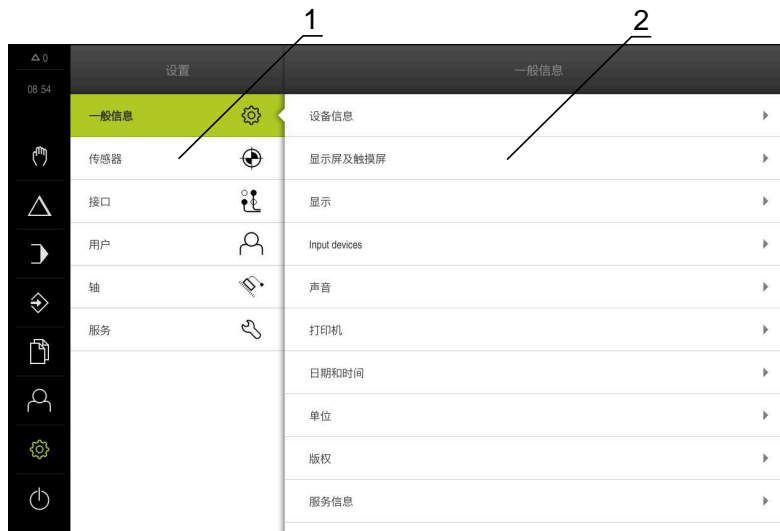 1 2
0
设置 一般信息
08 54
一般信息 设备信息
传感器 显示屏及触摸屏
接口 显示
用户 Input devices
轴 声音
服务 打印机
日期和时间
单位
版权
服务信息